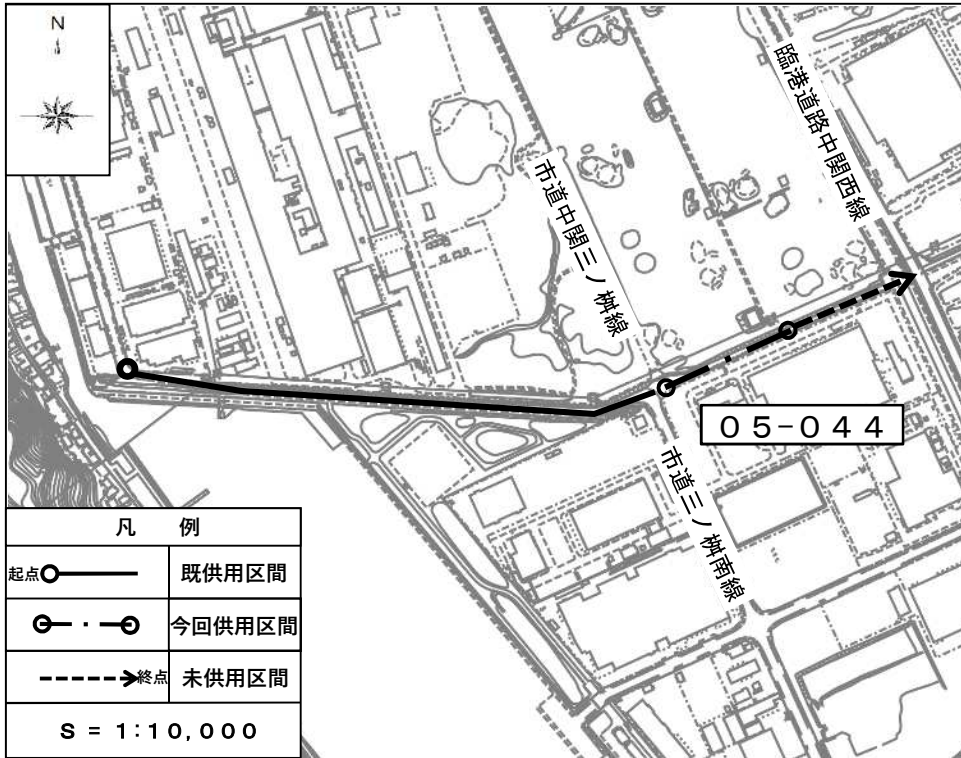 N
臨港道路中関西線
市道中関三ノ桝線
05-044
市道三ノ桝南線
凡 例
起点 既供用区間
今回供用区間
終点 未供用区間
S = 1:10,000